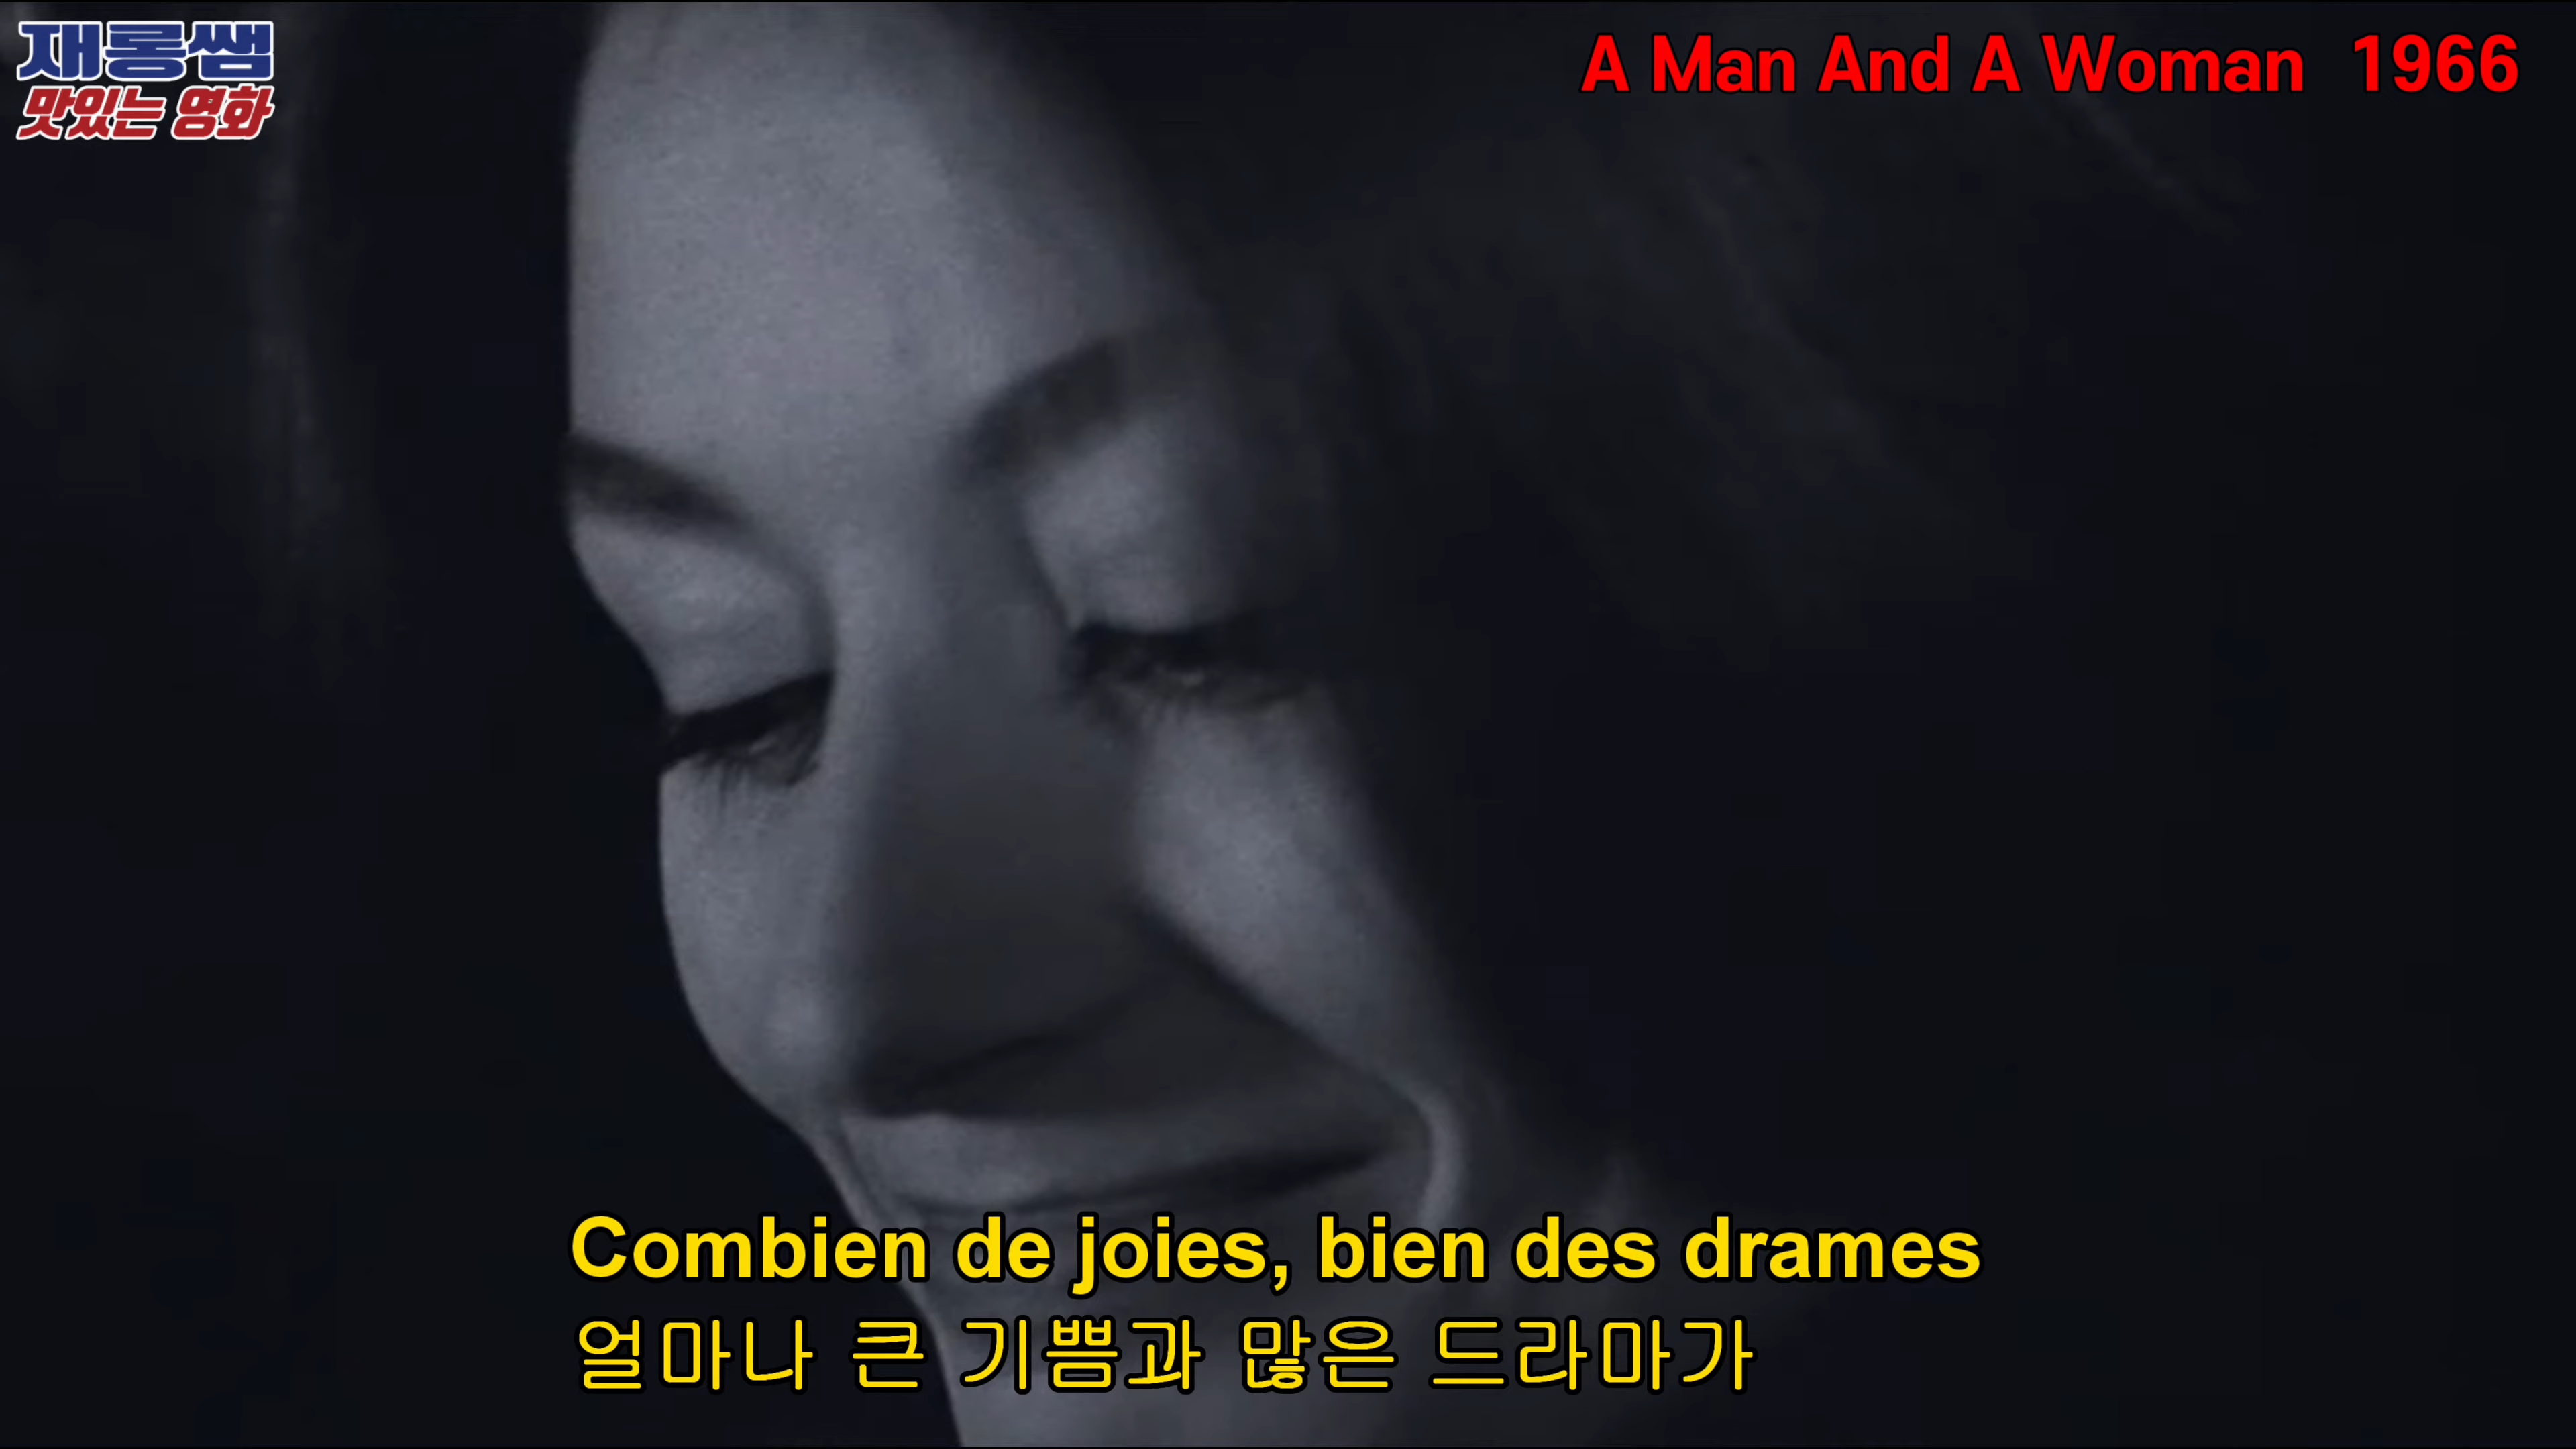 재롱쌤
맛있는 영화
A Man And A Woman 1966
Combien de joies, bien des drames
얼마나 큰 기쁨과 많은 드라마가